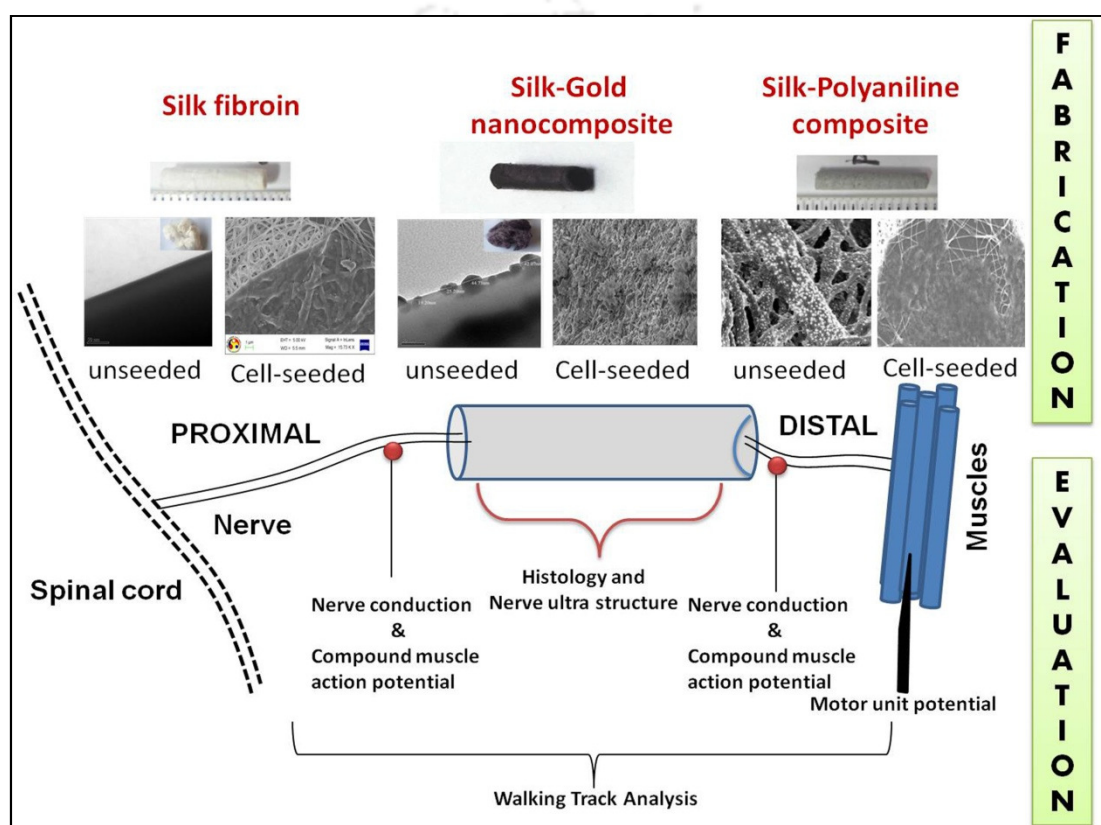 Silk fibroin
Silk-Gold
nanocomposite
Silk-Polyaniline
composite
unseeded
Cell-seeded
unseeded
Cell-seeded
unseeded
Cell-seeded
FABRICATION
PROXIMAL
DISTAL
Nerve
Spinal cord
Muscles
Nerve conduction
&
Compound muscle
action potential
Histology and
Nerve ultra structure
Nerve conduction
&
Compound muscle
action potential
Motor unit potential
Walking Track Analysis
EVALUATION